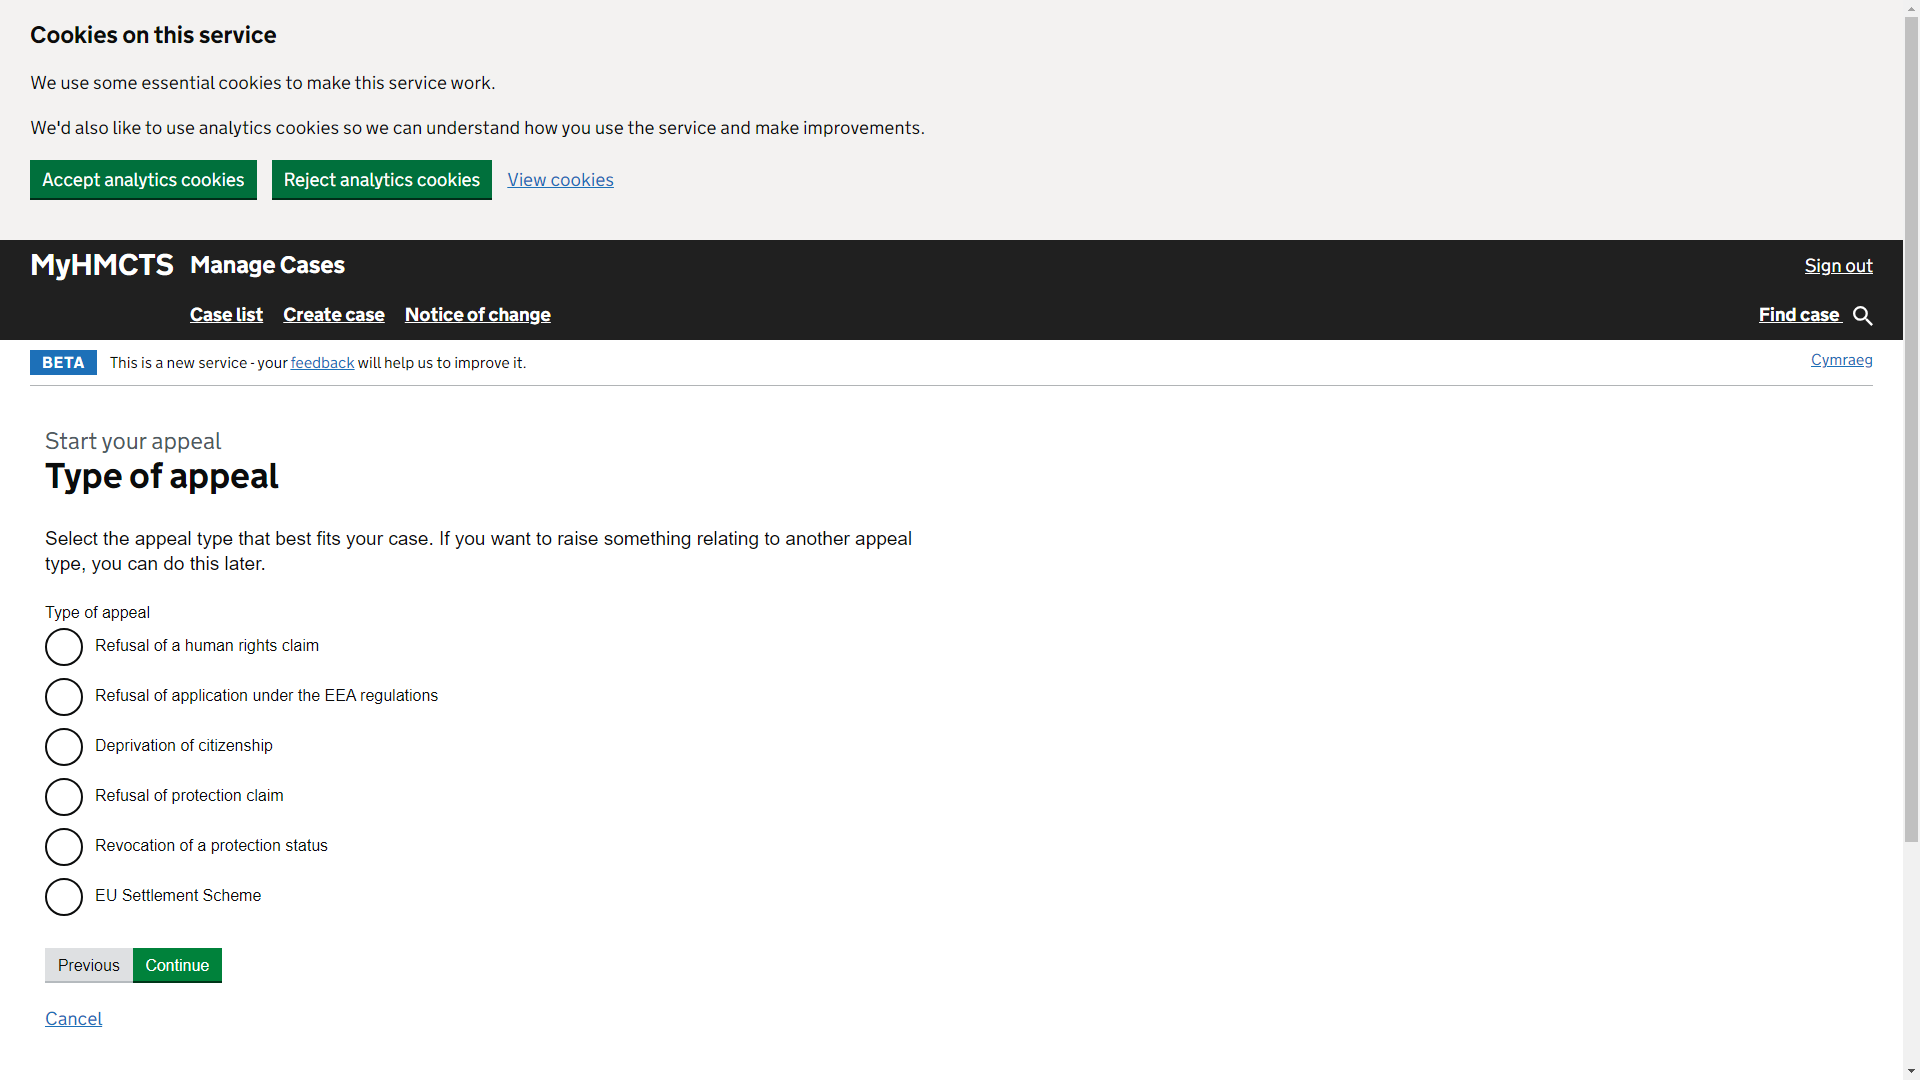 Cookies on this service
We use some essential cookies to make this service work.
We'd also like to use analytics cookies so we can understand how you use the service and make improvements.
Accept analytics cookies Reject analytics cookies View cookies
MyHMCTS Manage Cases Sign out
Case list Create case Notice of change Find case
BETA This is a new service - your feedback will help us to improve it. Cymraeg
Start your appeal
Type of appeal
Select the appeal type that best fits your case. If you want to raise something relating to another appeal
type, you can do this later.
Type of appeal
Refusal of a human rights claim
Refusal of application under the EEA regulations
Deprivation of citizenship
Refusal of protection claim
Revocation of a protection status
EU Settlement Scheme
Previous Continue
Cancel